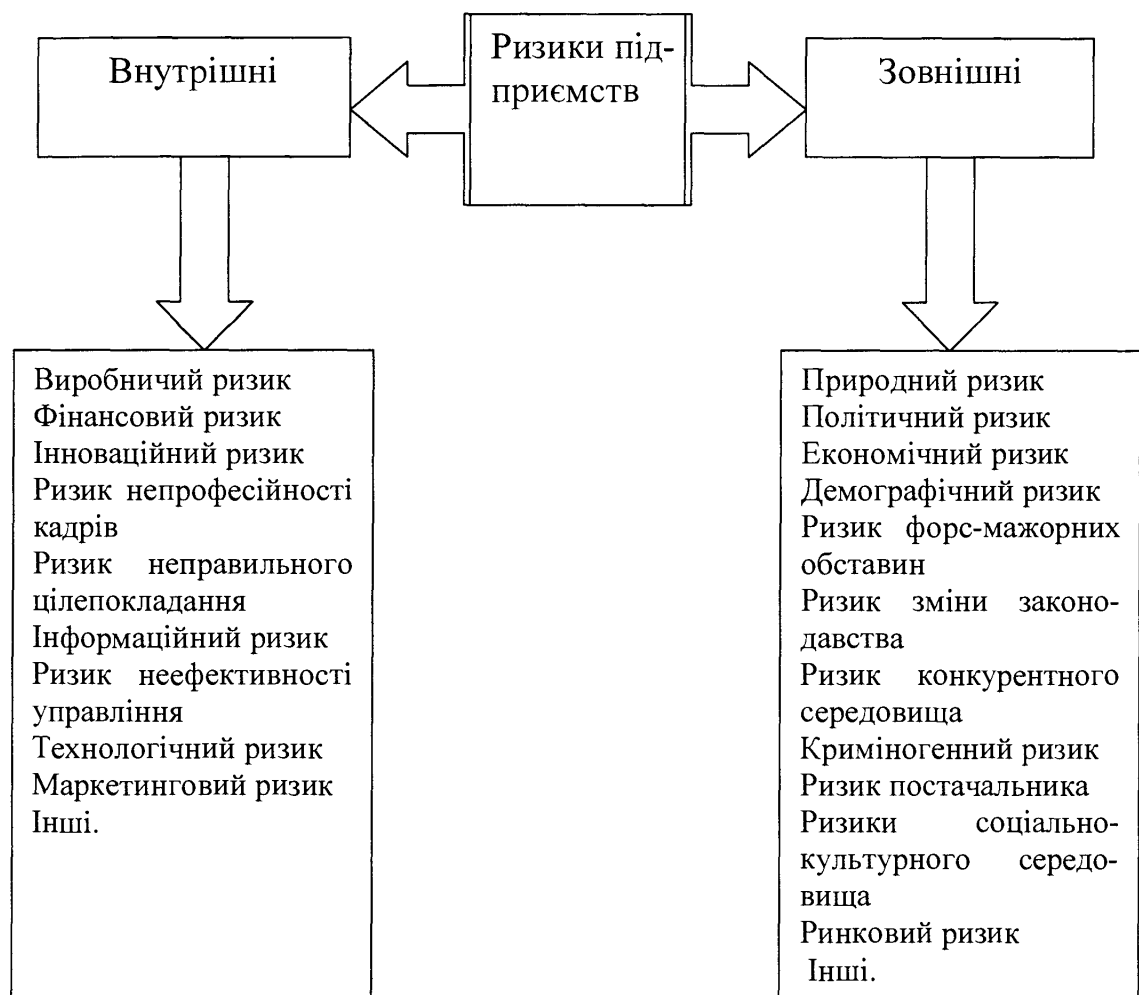 Внутрішні
Ризики під-
приємств
Зовнішні
Виробничий ризик
Фінансовий ризик
Інноваційний ризик
Ризик непрофесійності
кадрів
Ризик неправильного
цілепокладання
Інформаційний ризик
Ризик неефективності
управління
Технологічний ризик
Маркетинговий ризик
Інші.
Природний ризик
Політичний ризик
Економічний ризик
Демографічний ризик
Ризик форс-мажорних
обставин
Ризик зміни законо-
давства
Ризик конкурентного
середовища
Криміногенний ризик
Ризик постачальника
Ризики соціально-
культурного середо-
вища
Ринковий ризик
Інші.